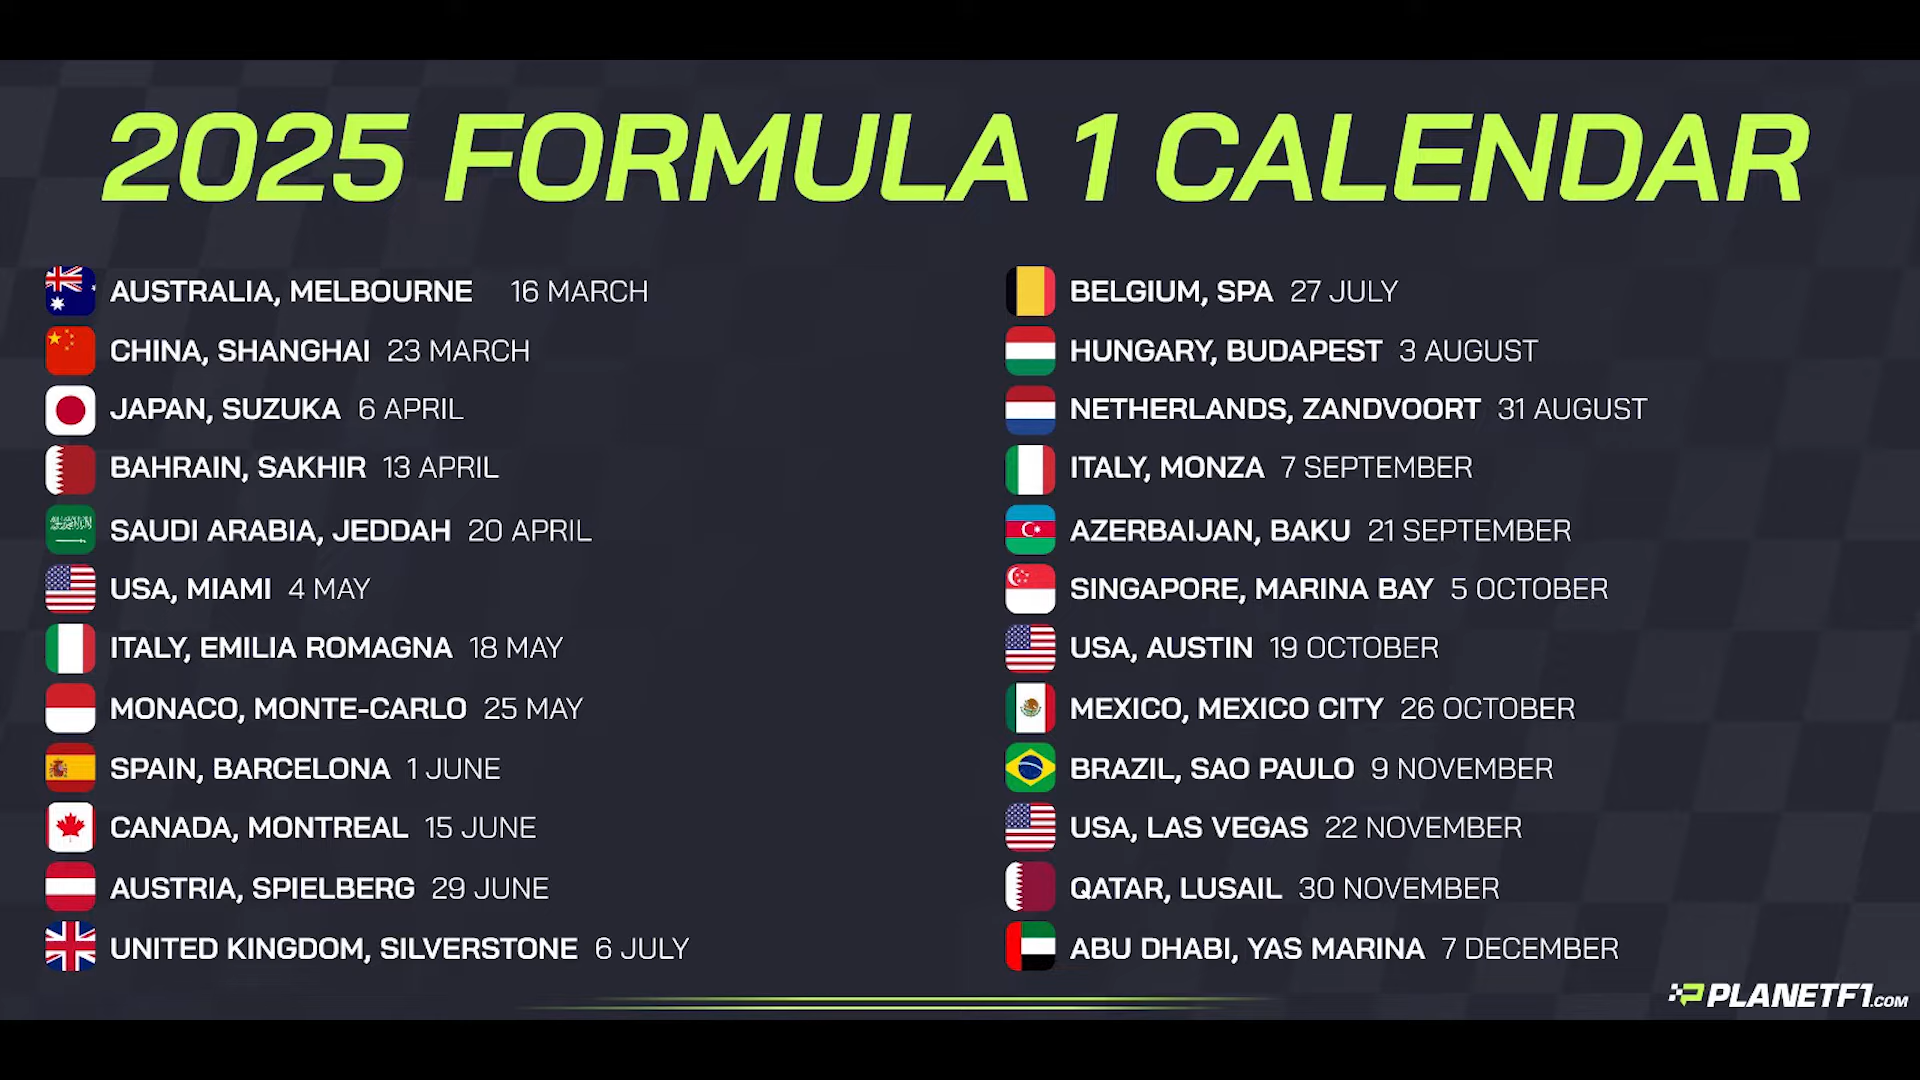 2025 FORMULA 1 CALENDAR
AUSTRALIA, MELBOURNE 16 MARCH
CHINA, SHANGHAI 23 MARCH
JAPAN, SUZUKA 6 APRIL
BAHRAIN, SAKHIR 13 APRIL
SAUDI ARABIA, JEDDAH 20 APRIL
USA, MIAMI 4 MAY
ITALY, EMILIA ROMAGNA 18 MAY
MONACO, MONTE-CARLO 25 MAY
SPAIN, BARCELONA 1 JUNE
CANADA, MONTREAL 15 JUNE
AUSTRIA, SPIELBERG 29 JUNE
UNITED KINGDOM, SILVERSTONE 6 JULY
BELGIUM, SPA 27 JULY
HUNGARY, BUDAPEST 3 AUGUST
NETHERLANDS, ZANDVOORT 31 AUGUST
ITALY, MONZA 7 SEPTEMBER
AZERBAIJAN, BAKU 21 SEPTEMBER
SINGAPORE, MARINA BAY 5 OCTOBER
USA, AUSTIN 19 OCTOBER
MEXICO, MEXICO CITY 26 OCTOBER
BRAZIL, SAO PAULO 9 NOVEMBER
USA, LAS VEGAS 22 NOVEMBER
QATAR, LUSAIL 30 NOVEMBER
ABU DHABI, YAS MARINA 7 DECEMBER
PLANETF1.COM